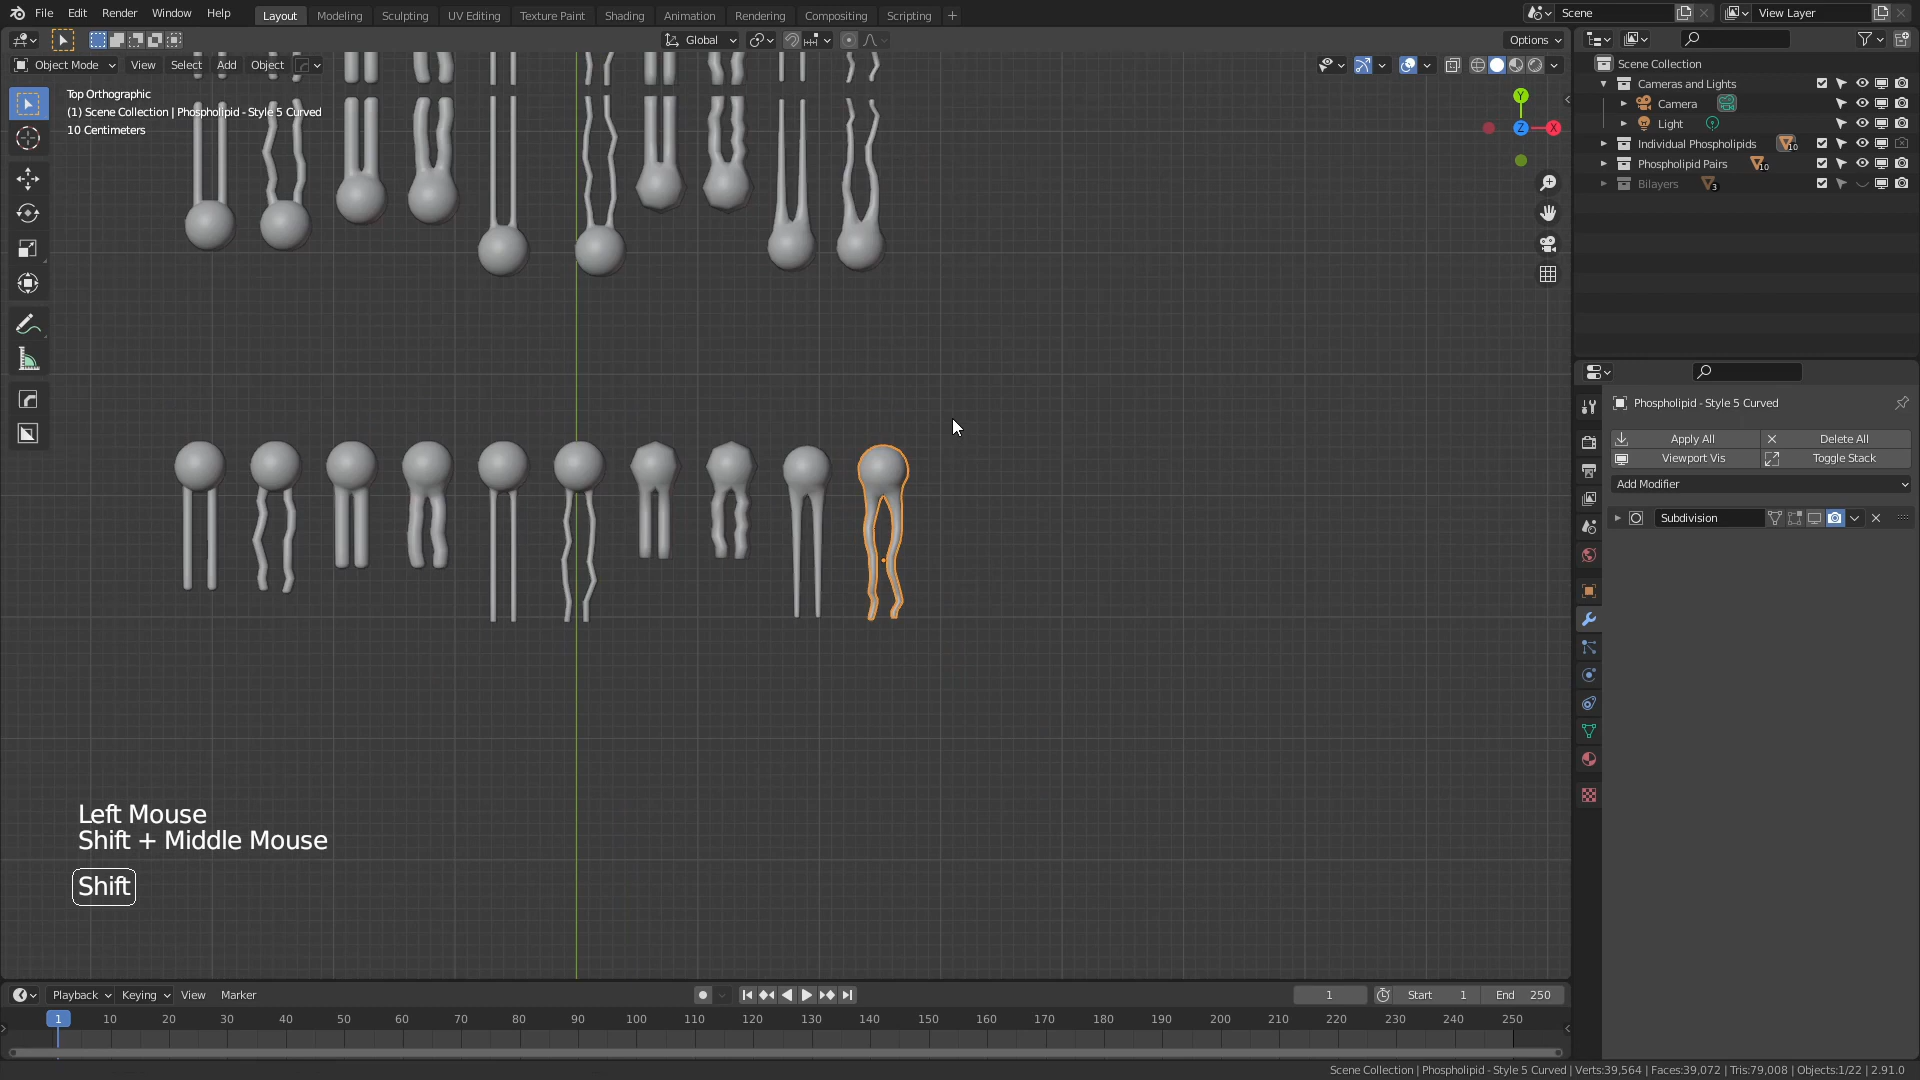 File Edit Render Window Help Layout Modeling Sculpting UV Editing Texture Paint Shading Animation Rendering Compositing Scripting + Scene View Layer
Global Options
Object Mode View Select Add Object
Top Orthographic
(1) Scene Collection | Phospholipid - Style 5 Curved
10 Centimeters
Y
Z
X
Scene Collection
Cameras and Lights
Camera
Light
Individual Phospholipids 10
Phospholipid Pairs 10
Bilayers 3
Phospholipid - Style 5 Curved
Apply All Delete All
Viewport Vis Toggle Stack
Add Modifier
Subdivision
Left Mouse
Shift + Middle Mouse
Shift
Playback Keying View Marker 1 Start 1 End 250
1 10 20 30 40 50 60 70 80 90 100 110 120 130 140 150 160 170 180 190 200 210 220 230 240 250
Scene Collection | Phospholipid - Style 5 Curved | Verts:39,564 | Faces:39,072 | Tris:79,008 | Objects:1/22 | 2.91.0